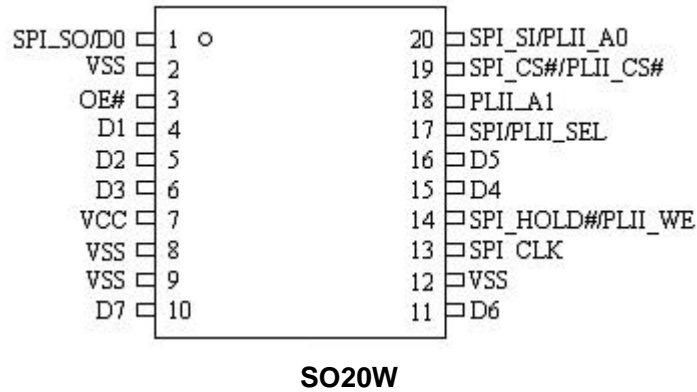 SPI_SO/D0 1 20 SPI_SI/PLII_A0
VSS 2 19 SPI_CS#/PLII_CS#
OE# 3 18 PLII_A1
D1 4 17 SPI/PLII_SEL
D2 5 16 D5
D3 6 15 D4
VCC 7 14 SPI_HOLD#/PLII_WE
VSS 8 13 SPI CLK
VSS 9 12 VSS
D7 10 11 D6
SO20W